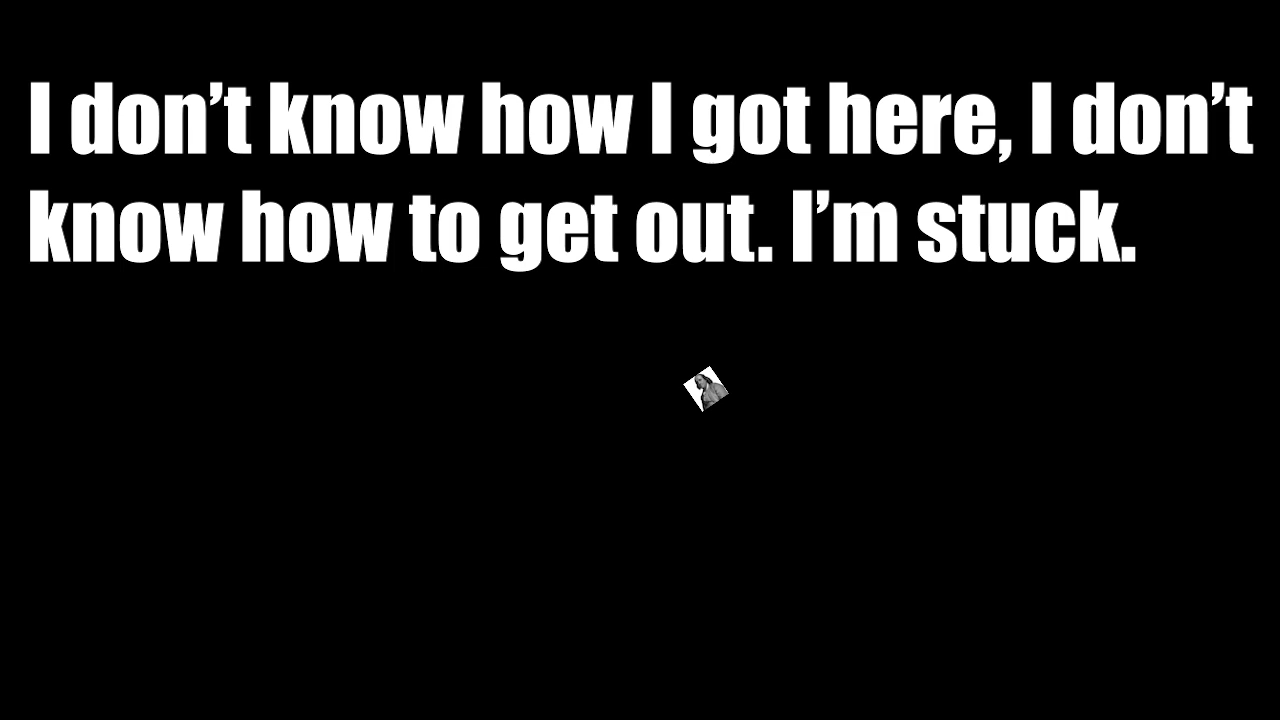 I don’t know how I got here, I don’t
know how to get out. I’m stuck.